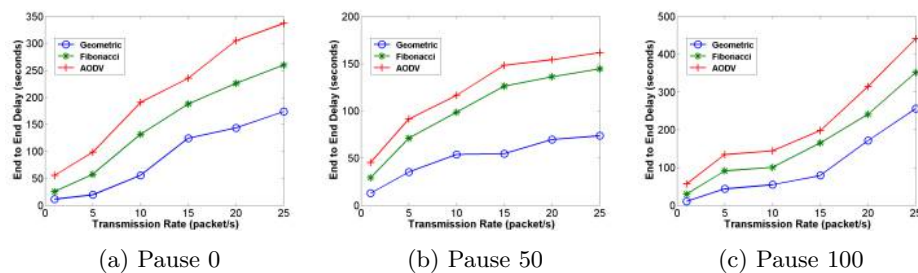 350
300
250
200
150
100
50
0
0
5
10
15
20
25
End to End Delay (seconds)
Transmission Rate (packet/s)
Geometric
Fibonacci
AODV
(a) Pause 0
200
150
100
50
0
0
5
10
15
20
25
End to End Delay (seconds)
Transmission Rate (packet/s)
Geometric
Fibonacci
AODV
(b) Pause 50
500
400
300
200
100
0
0
5
10
15
20
25
End to End Delay (seconds)
Transmission Rate (packet/s)
Geometric
Fibonacci
AODV
(c) Pause 100